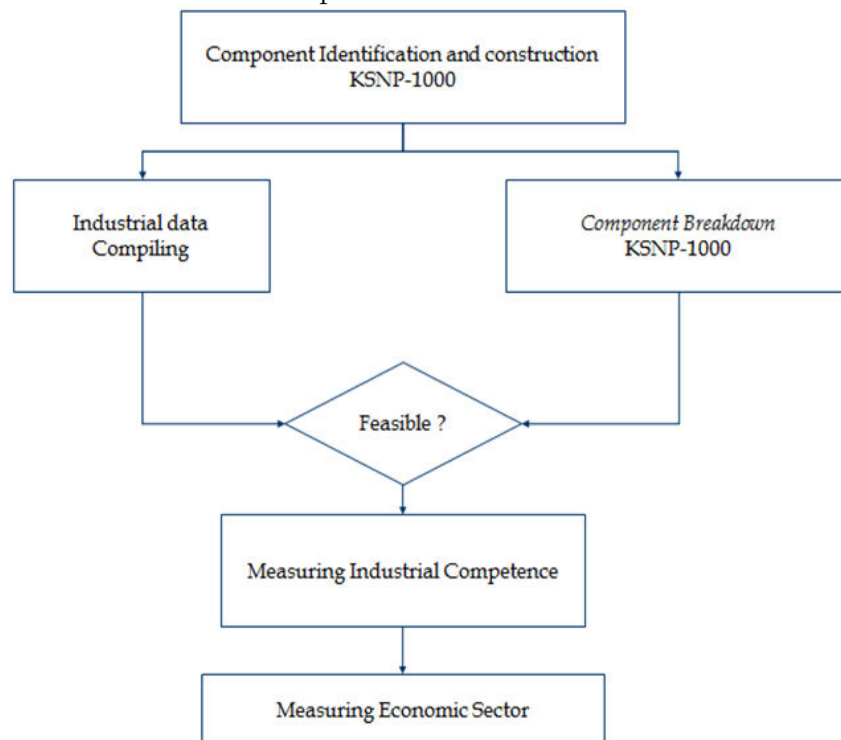 Component Identification and construction
KSNP-1000
Industrial data
Compiling
Component Breakdown
KSNP-1000
Feasible ?
Measuring Industrial Competence
Measuring Economic Sector